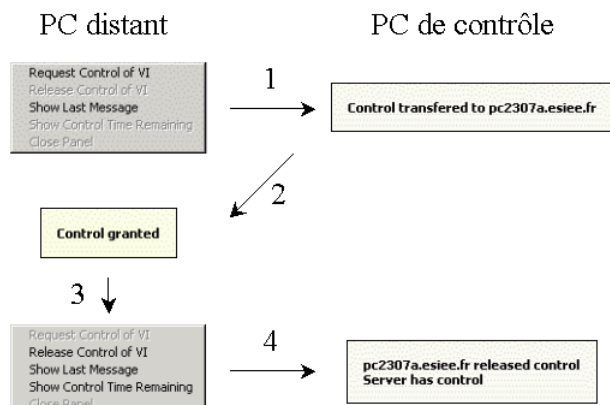 PC distant
PC de contrôle
Request Control of VI
Release Control of VI
Show Last Message
Show Control Time Remaining
Close Panel
1
Control transfered to pc2307a.esiee.fr
2
Control granted
3
Request Control of VI
Release Control of VI
Show Last Message
Show Control Time Remaining
Close Panel
4
pc2307a.esiee.fr released control
Server has control